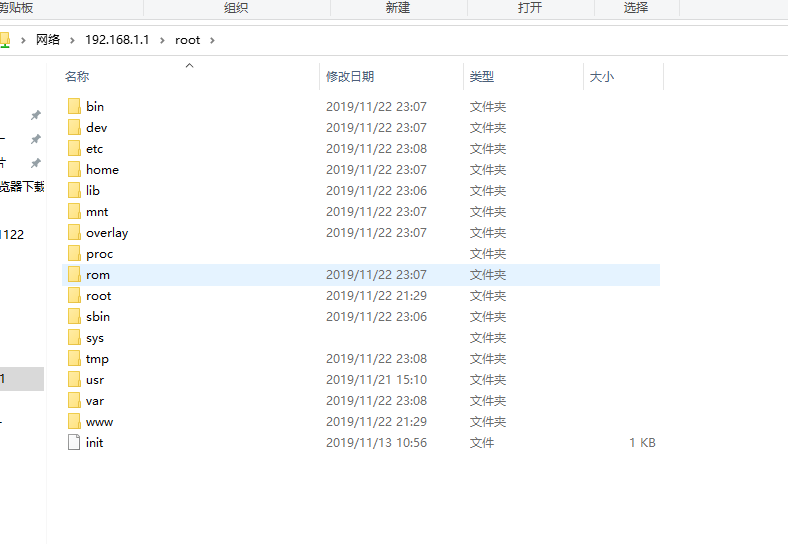 剪贴板 组织 新建 打开 选择
网络 192.168.1.1 root
名称 修改日期 类型 大小
bin 2019/11/22 23:07 文件夹
dev 2019/11/22 23:07 文件夹
etc 2019/11/22 23:08 文件夹
home 2019/11/22 23:07 文件夹
片
览器下载
lib 2019/11/22 23:06 文件夹
mnt 2019/11/22 23:07 文件夹
1122
overlay 2019/11/22 23:07 文件夹
proc 文件夹
rom 2019/11/22 23:07 文件夹
root 2019/11/22 21:29 文件夹
sbin 2019/11/22 23:06 文件夹
sys 文件夹
tmp 2019/11/22 23:08 文件夹
1
usr 2019/11/21 15:10 文件夹
var 2019/11/22 23:08 文件夹
www 2019/11/22 21:29 文件夹
init 2019/11/13 10:56 文件 1 KB